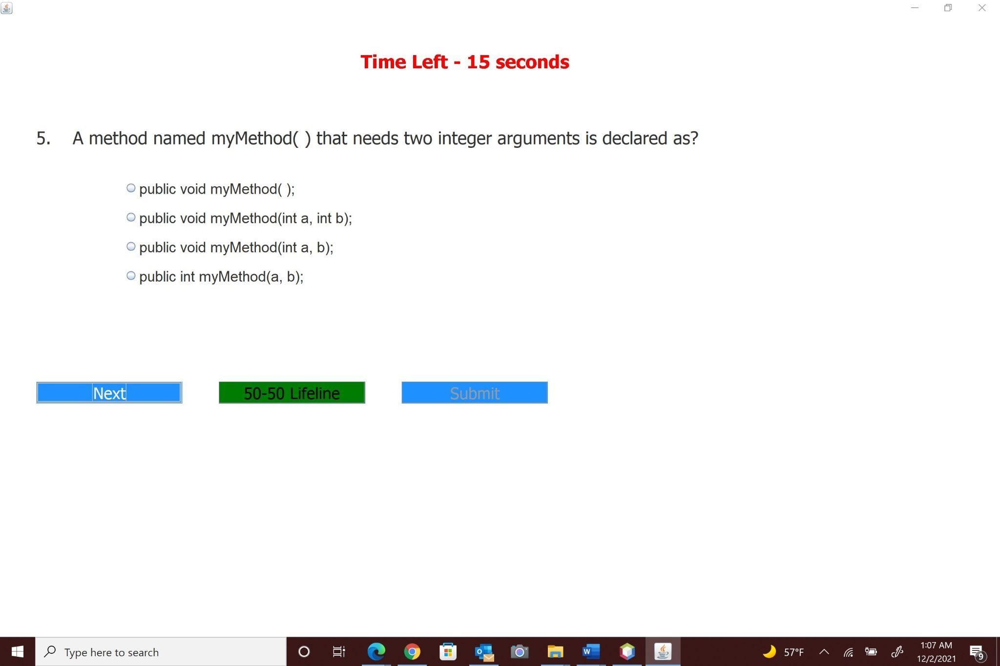 Time Left - 15 seconds
5. A method named myMethod( ) that needs two integer arguments is declared as?
public void myMethod( );
public void myMethod(int a, int b);
public void myMethod(int a, b);
public int myMethod(a, b);
Next 50-50 Lifeline Submit
Type here to search
57°F
1:07 AM
12/2/2021
9